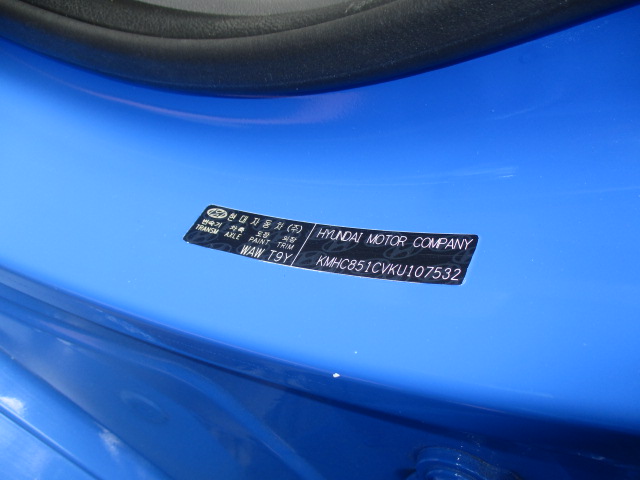 현대자동차(주)
변속기 차축 도장 의장
TRANSM AXLE PAINT TRIM
WAW T9Y
HYUNDAI MOTOR COMPANY
KMHC851CVKU107532